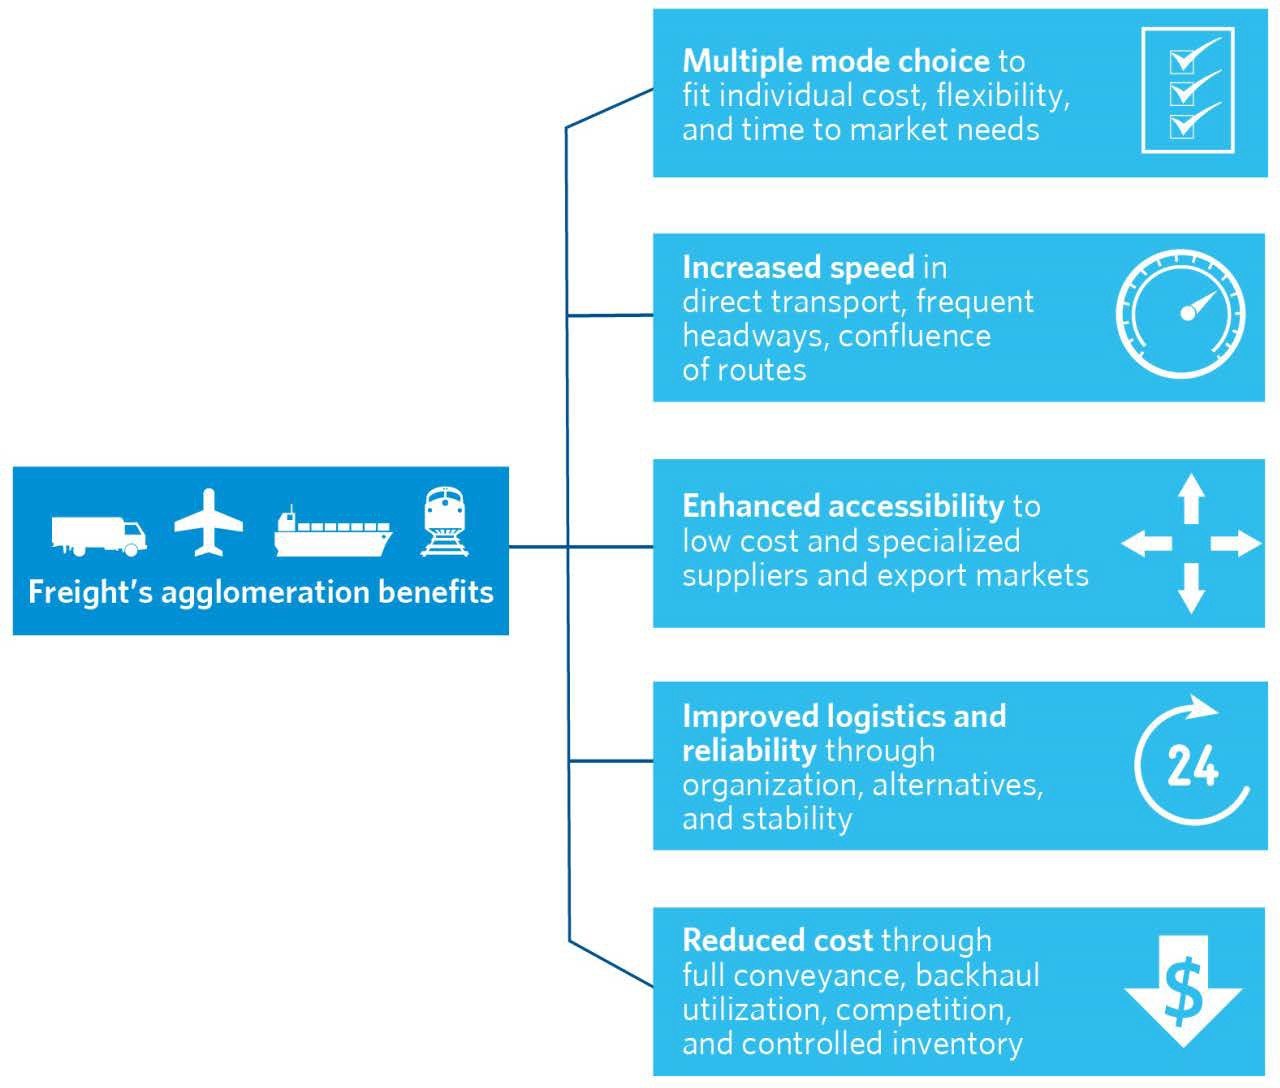 Multiple mode choice to
fit individual cost, flexibility,
and time to market needs
Increased speed in
direct transport, frequent
headways, confluence
of routes
Freight's agglomeration benefits
Enhanced accessibility to
low cost and specialized
suppliers and export markets
Improved logistics and
reliability through
organization, alternatives,
and stability
24
Reduced cost through
full conveyance, backhaul
utilization, competition,
and controlled inventory
$